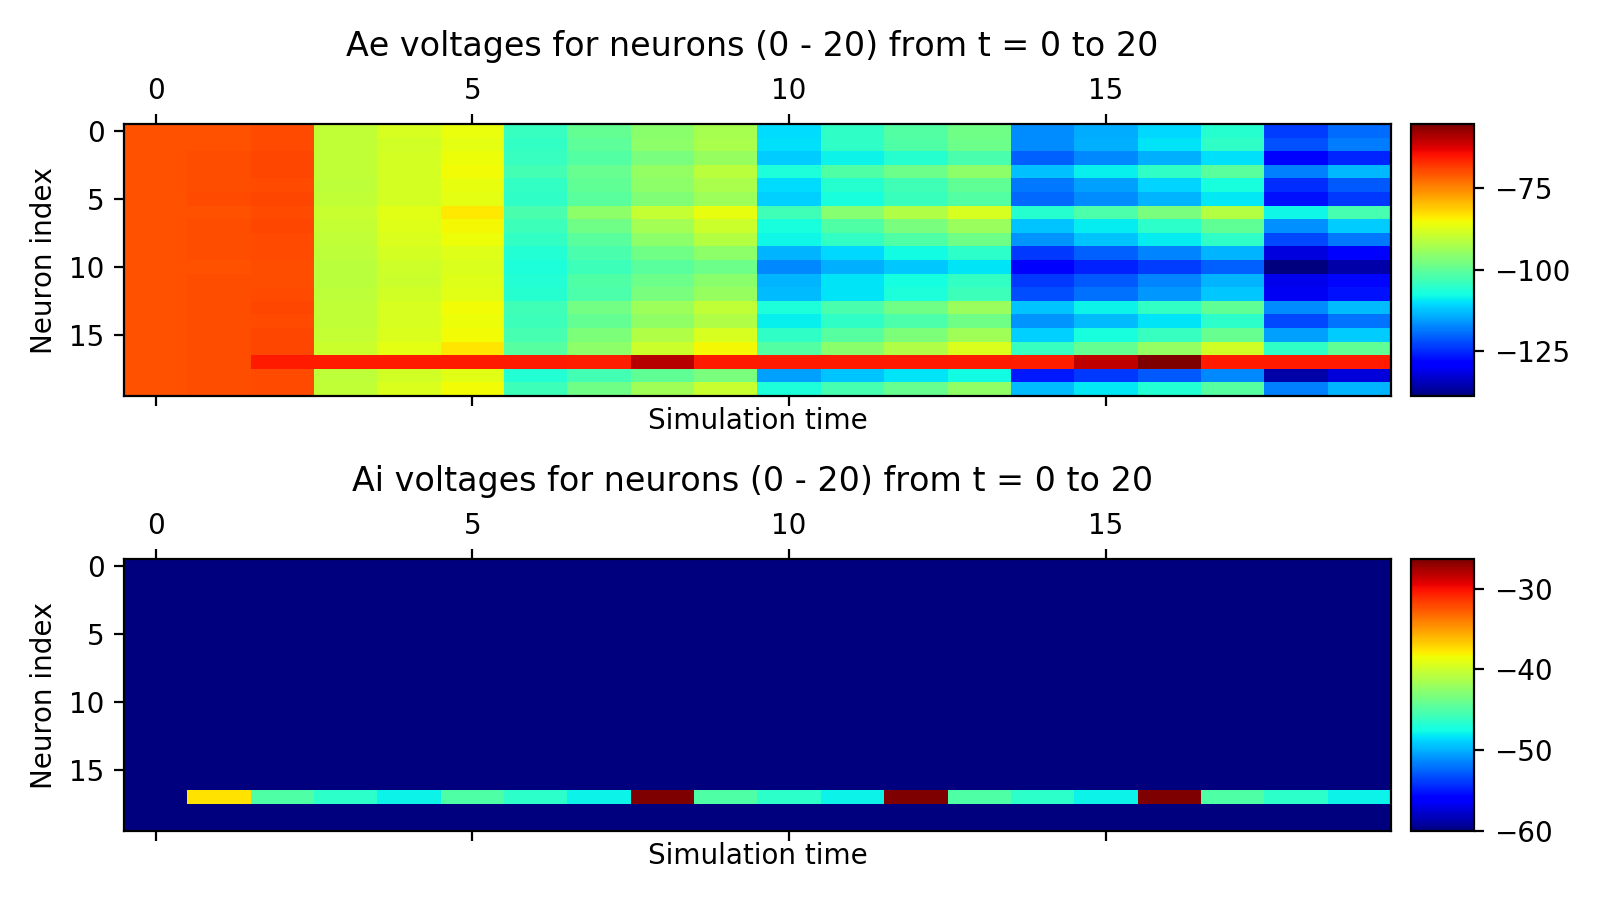 Ae voltages for neurons (0 - 20) from t = 0 to 20
0 5 10 15
Neuron index
0
5
10
15
−75
−100
−125
Simulation time
Ai voltages for neurons (0 - 20) from t = 0 to 20
0 5 10 15
Neuron index
0
5
10
15
−30
−40
−50
−60
Simulation time